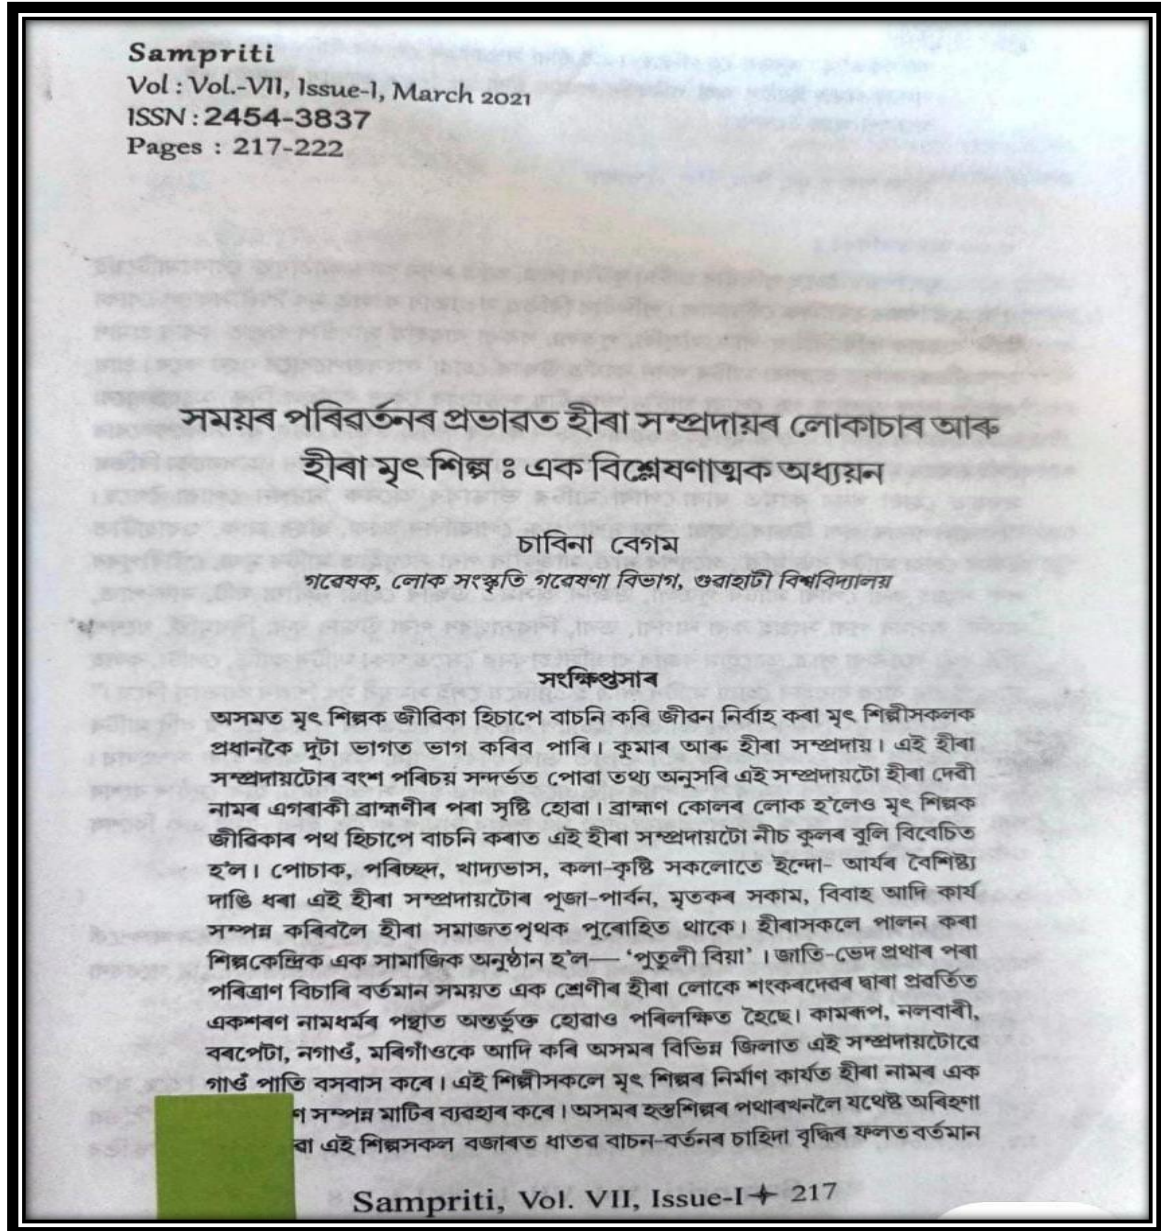 Sampriti
Vol : Vol.-VII, Issue-I, March 2021
ISSN : 2454-3837
Pages : 217-222
সময়ৰ পৰিৱৰ্তনৰ প্ৰভাৱত হীৰা সম্প্ৰদায়ৰ লোকাচাৰ আৰু
হীৰা মৃৎ শিল্প ঃ এক বিশ্লেষণাত্মক অধ্যয়ন
চাবিনা বেগম
গৱেষক, লোক সংস্কৃতি গৱেষণা বিভাগ, গুৱাহাটী বিশ্ববিদ্যালয়
সংক্ষিপ্তসাৰ
অসমত মৃৎ শিল্পক জীৱিকা হিচাপে বাচনি কৰি জীৱন নিৰ্বাহ কৰা মৃৎ শিল্পীসকলক
প্ৰধানকৈ দুটা ভাগত ভাগ কৰিব পাৰি। কুমাৰ আৰু হীৰা সম্প্ৰদায়। এই হীৰা
সম্প্ৰদায়টোৰ বংশ পৰিচয় সন্দৰ্ভত পোৱা তথ্য অনুসৰি এই সম্প্ৰদায়টো হীৰা দেৱী
নামৰ এগৰাকী ব্ৰাহ্মণীৰ পৰা সৃষ্টি হোৱা। ব্ৰাহ্মণ কোলৰ লোক হ'লেও মৃৎ শিল্পক
জীৱিকাৰ পথ হিচাপে বাচনি কৰাত এই হীৰা সম্প্ৰদায়টো নীচ কুলৰ বুলি বিবেচিত
হ'ল। পোচাক, পৰিচ্ছদ, খাদ্যভাস, কলা-কৃষ্টি সকলোতে ইন্দো- আৰ্যৰ বৈশিষ্ট্য
দাঙি ধৰা এই হীৰা সম্প্ৰদায়টোৰ পূজা-পাৰ্বন, মৃতকৰ সকাম, বিবাহ আদি কাৰ্য
সম্পন্ন কৰিবলৈ হীৰা সমাজত পৃথক পুৰোহিত থাকে। হীৰাসকলে পালন কৰা
শিল্পকেন্দ্ৰিক এক সামাজিক অনুষ্ঠান হ'ল— 'পুতুলী বিয়া' । জাতি-ভেদ প্ৰথাৰ পৰা
পৰিত্ৰাণ বিচাৰি বৰ্তমান সময়ত এক শ্ৰেণীৰ হীৰা লোকে শংকৰদেৱৰ দ্বাৰা প্ৰৱৰ্তিত
একশৰণ নামধৰ্মৰ পন্থাত অন্তৰ্ভুক্ত হোৱাও পৰিলক্ষিত হৈছে। কামৰূপ, নলবাৰী,
বৰপেটা, নগাওঁ, মৰিগাঁওকে আদি কৰি অসমৰ বিভিন্ন জিলাত এই সম্প্ৰদায়টোৱে
গাওঁ পাতি বসবাস কৰে। এই শিল্পীসকলে মৃৎ শিল্পৰ নিৰ্মাণ কাৰ্যত হীৰা নামৰ এক
ণ সম্পন্ন মাটিৰ ব্যৱহাৰ কৰে। অসমৰ হস্তশিল্পৰ পথাৰখনলৈ যথেষ্ট অৰিহণা
ৱা এই শিল্পসকল বজাৰত ধাতৱ বাচন-বৰ্তনৰ চাহিদা বৃদ্ধিৰ ফলত বৰ্তমান
Sampriti, Vol. VII, Issue-I✦ 217